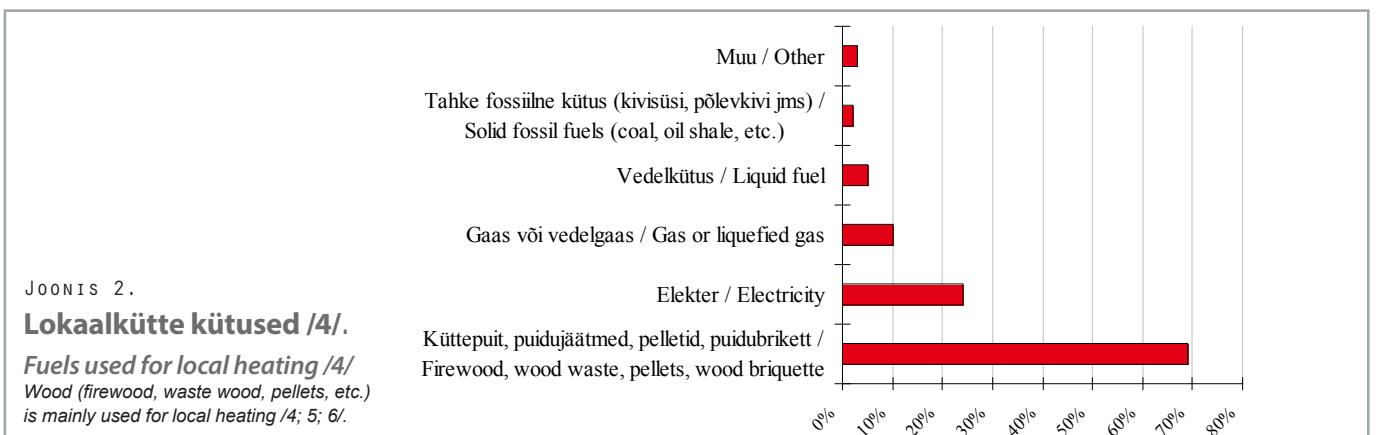 Muu / Other
Tahke fossiilne kütus (kivisüsi, põlevkivi jms) /
Solid fossil fuels (coal, oil shale, etc.)
Vedelkütus / Liquid fuel
Gaas või vedelgaas / Gas or liquefied gas
Elekter / Electricity
Küttepuit, puidujäätmed, pelletid, puidubrikett /
Firewood, wood waste, pellets, wood briquette
0% 10% 20% 30% 40% 50% 60% 70% 80%
JOONIS 2.
Lokaalkütte kütused /4/.
Fuels used for local heating /4/
Wood (firewood, waste wood, pellets, etc.)
is mainly used for local heating /4; 5; 6/.